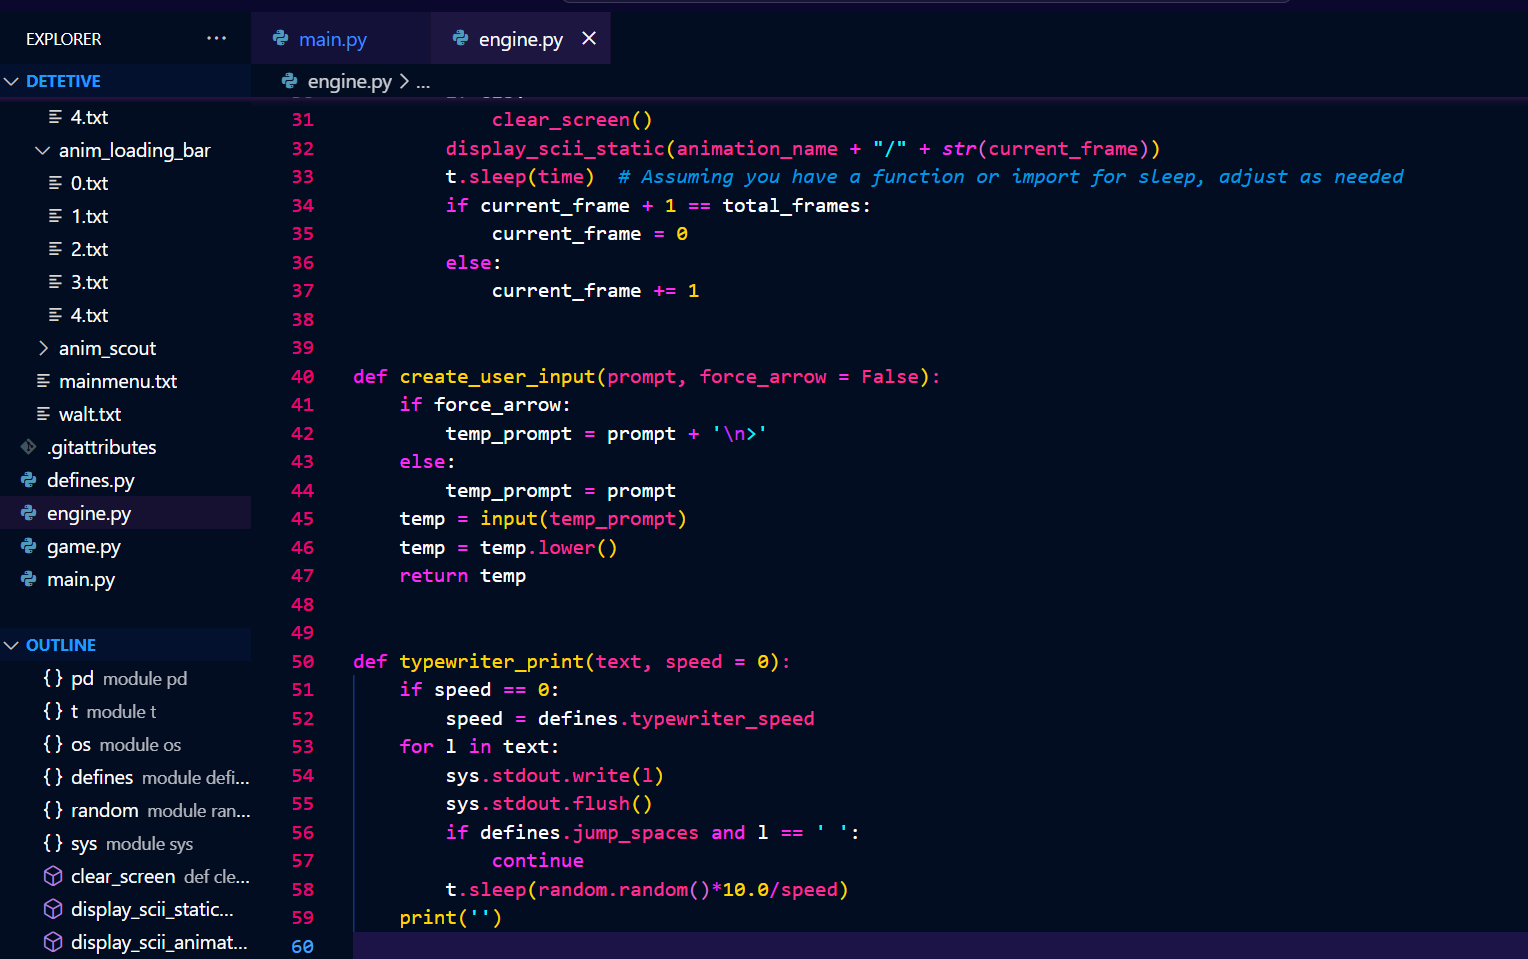 EXPLORER ...
main.py
engine.py
DETETIVE
4.txt
anim_loading_bar
0.txt
1.txt
2.txt
3.txt
4.txt
anim_scout
mainmenu.txt
walt.txt
.gitattributes
defines.py
engine.py
game.py
main.py
OUTLINE
pd module pd
t module t
os module os
defines module defi...
random module ran...
sys module sys
clear_screen def cle...
display_scii_static...
display_scii_animat...
engine.py > ...
31 clear_screen()
32 display_scii_static(animation_name + "/" + str(current_frame))
33 t.sleep(time)  # Assuming you have a function or import for sleep, adjust as needed
34 if current_frame + 1 == total_frames:
35 current_frame = 0
36 else:
37 current_frame += 1
38
39
40 def create_user_input(prompt, force_arrow = False):
41 if force_arrow:
42 temp_prompt = prompt + '\n>'
43 else:
44 temp_prompt = prompt
45 temp = input(temp_prompt)
46 temp = temp.lower()
47 return temp
48
49
50 def typewriter_print(text, speed = 0):
51 if speed == 0:
52 speed = defines.typewriter_speed
53 for l in text:
54 sys.stdout.write(l)
55 sys.stdout.flush()
56 if defines.jump_spaces and l == ' ':
57 continue
58 t.sleep(random.random()*10.0/speed)
59 print('')
60